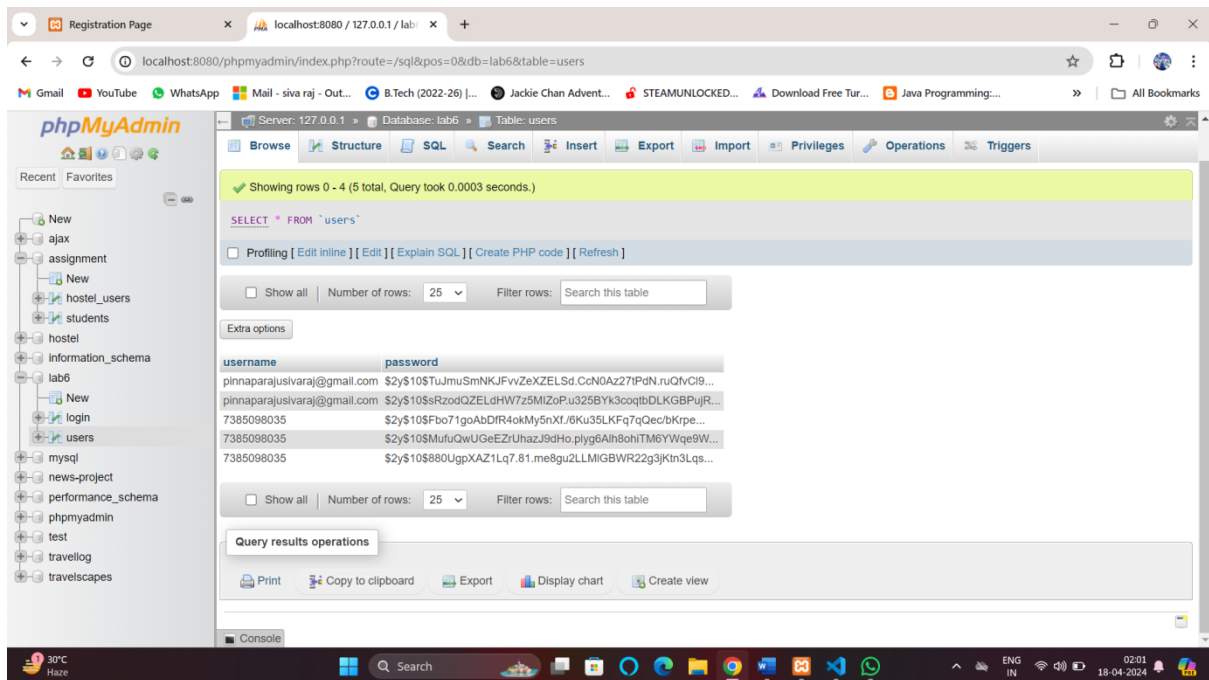 Registration Page
localhost:8080 / 127.0.0.1 / lab
localhost:8080/phpmyadmin/index.php?route=/sql&pos=0&db=lab6&table=users
Gmail YouTube WhatsApp Mail - siva raj - Out... B.Tech (2022-26) |... Jackie Chan Advent... STEAMUNLOCKED... Download Free Tur... Java Programming:... » All Bookmarks
phpMyAdmin
Recent Favorites
New
ajax
assignment
New
hostel_users
students
hostel
information_schema
lab6
New
login
users
mysql
news-project
performance_schema
phpmyadmin
test
travellog
travelscapes
Server: 127.0.0.1 » Database: lab6 » Table: users
Browse Structure SQL Search Insert Export Import Privileges Operations Triggers
Showing rows 0 - 4 (5 total, Query took 0.0003 seconds.)
SELECT * FROM `users`
Profiling [ Edit inline ] [ Edit ] [ Explain SQL ] [ Create PHP code ] [ Refresh ]
Show all | Number of rows: 25 Filter rows: Search this table
Extra options
username password
pinnaparajusivaraj@gmail.com $2y$10$TuJmuSmNKJFvvZeXZELSd.CcN0Az27tPdN.ruQfvCl9...
pinnaparajusivaraj@gmail.com $2y$10$sRzodQZELdHW7z5MlZoP.u325BYk3coqtbDLKGBPujR...
7385098035 $2y$10$Fbo71goAbDfR4okMy5nXf./6Ku35LKFq7qQec/bKrpe...
7385098035 $2y$10$MufuQwUGeEZrUhazJ9dHo.plyg6Alh8ohiTM6YWqe9W...
7385098035 $2y$10$880UgpXAZ1Lq7.81.me8gu2LLMlGBWR22g3jKtn3Lqs...
Show all | Number of rows: 25 Filter rows: Search this table
Query results operations
Print Copy to clipboard Export Display chart Create view
Console
1
30°C
Haze
Search
ENG
IN
02:01
18-04-2024